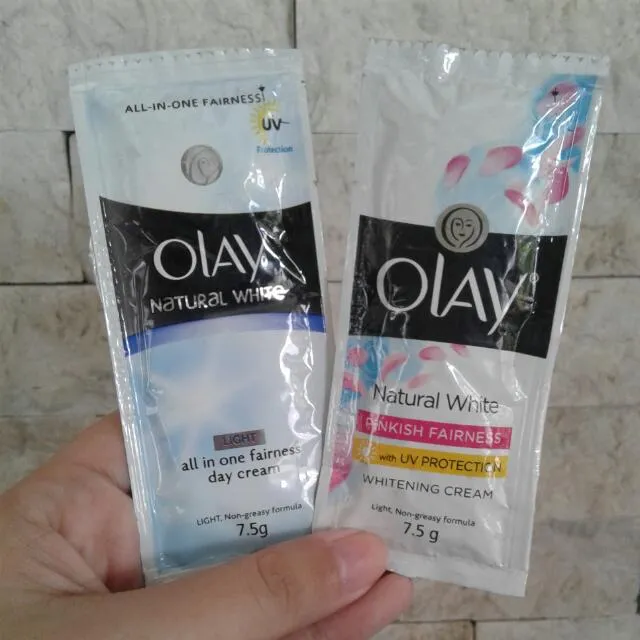 ALL-IN-ONE FAIRNESS
UV
Protection
OLAY
NATURAL WHITE
LIGHT
all in one fairness
day cream
LIGHT. Non-greasy formula
7.5g
OLAY®
Natural White
PINKISH FAIRNESS
with UV PROTECTION
WHITENING CREAM
Light. Non-greasy formula
7.5 g